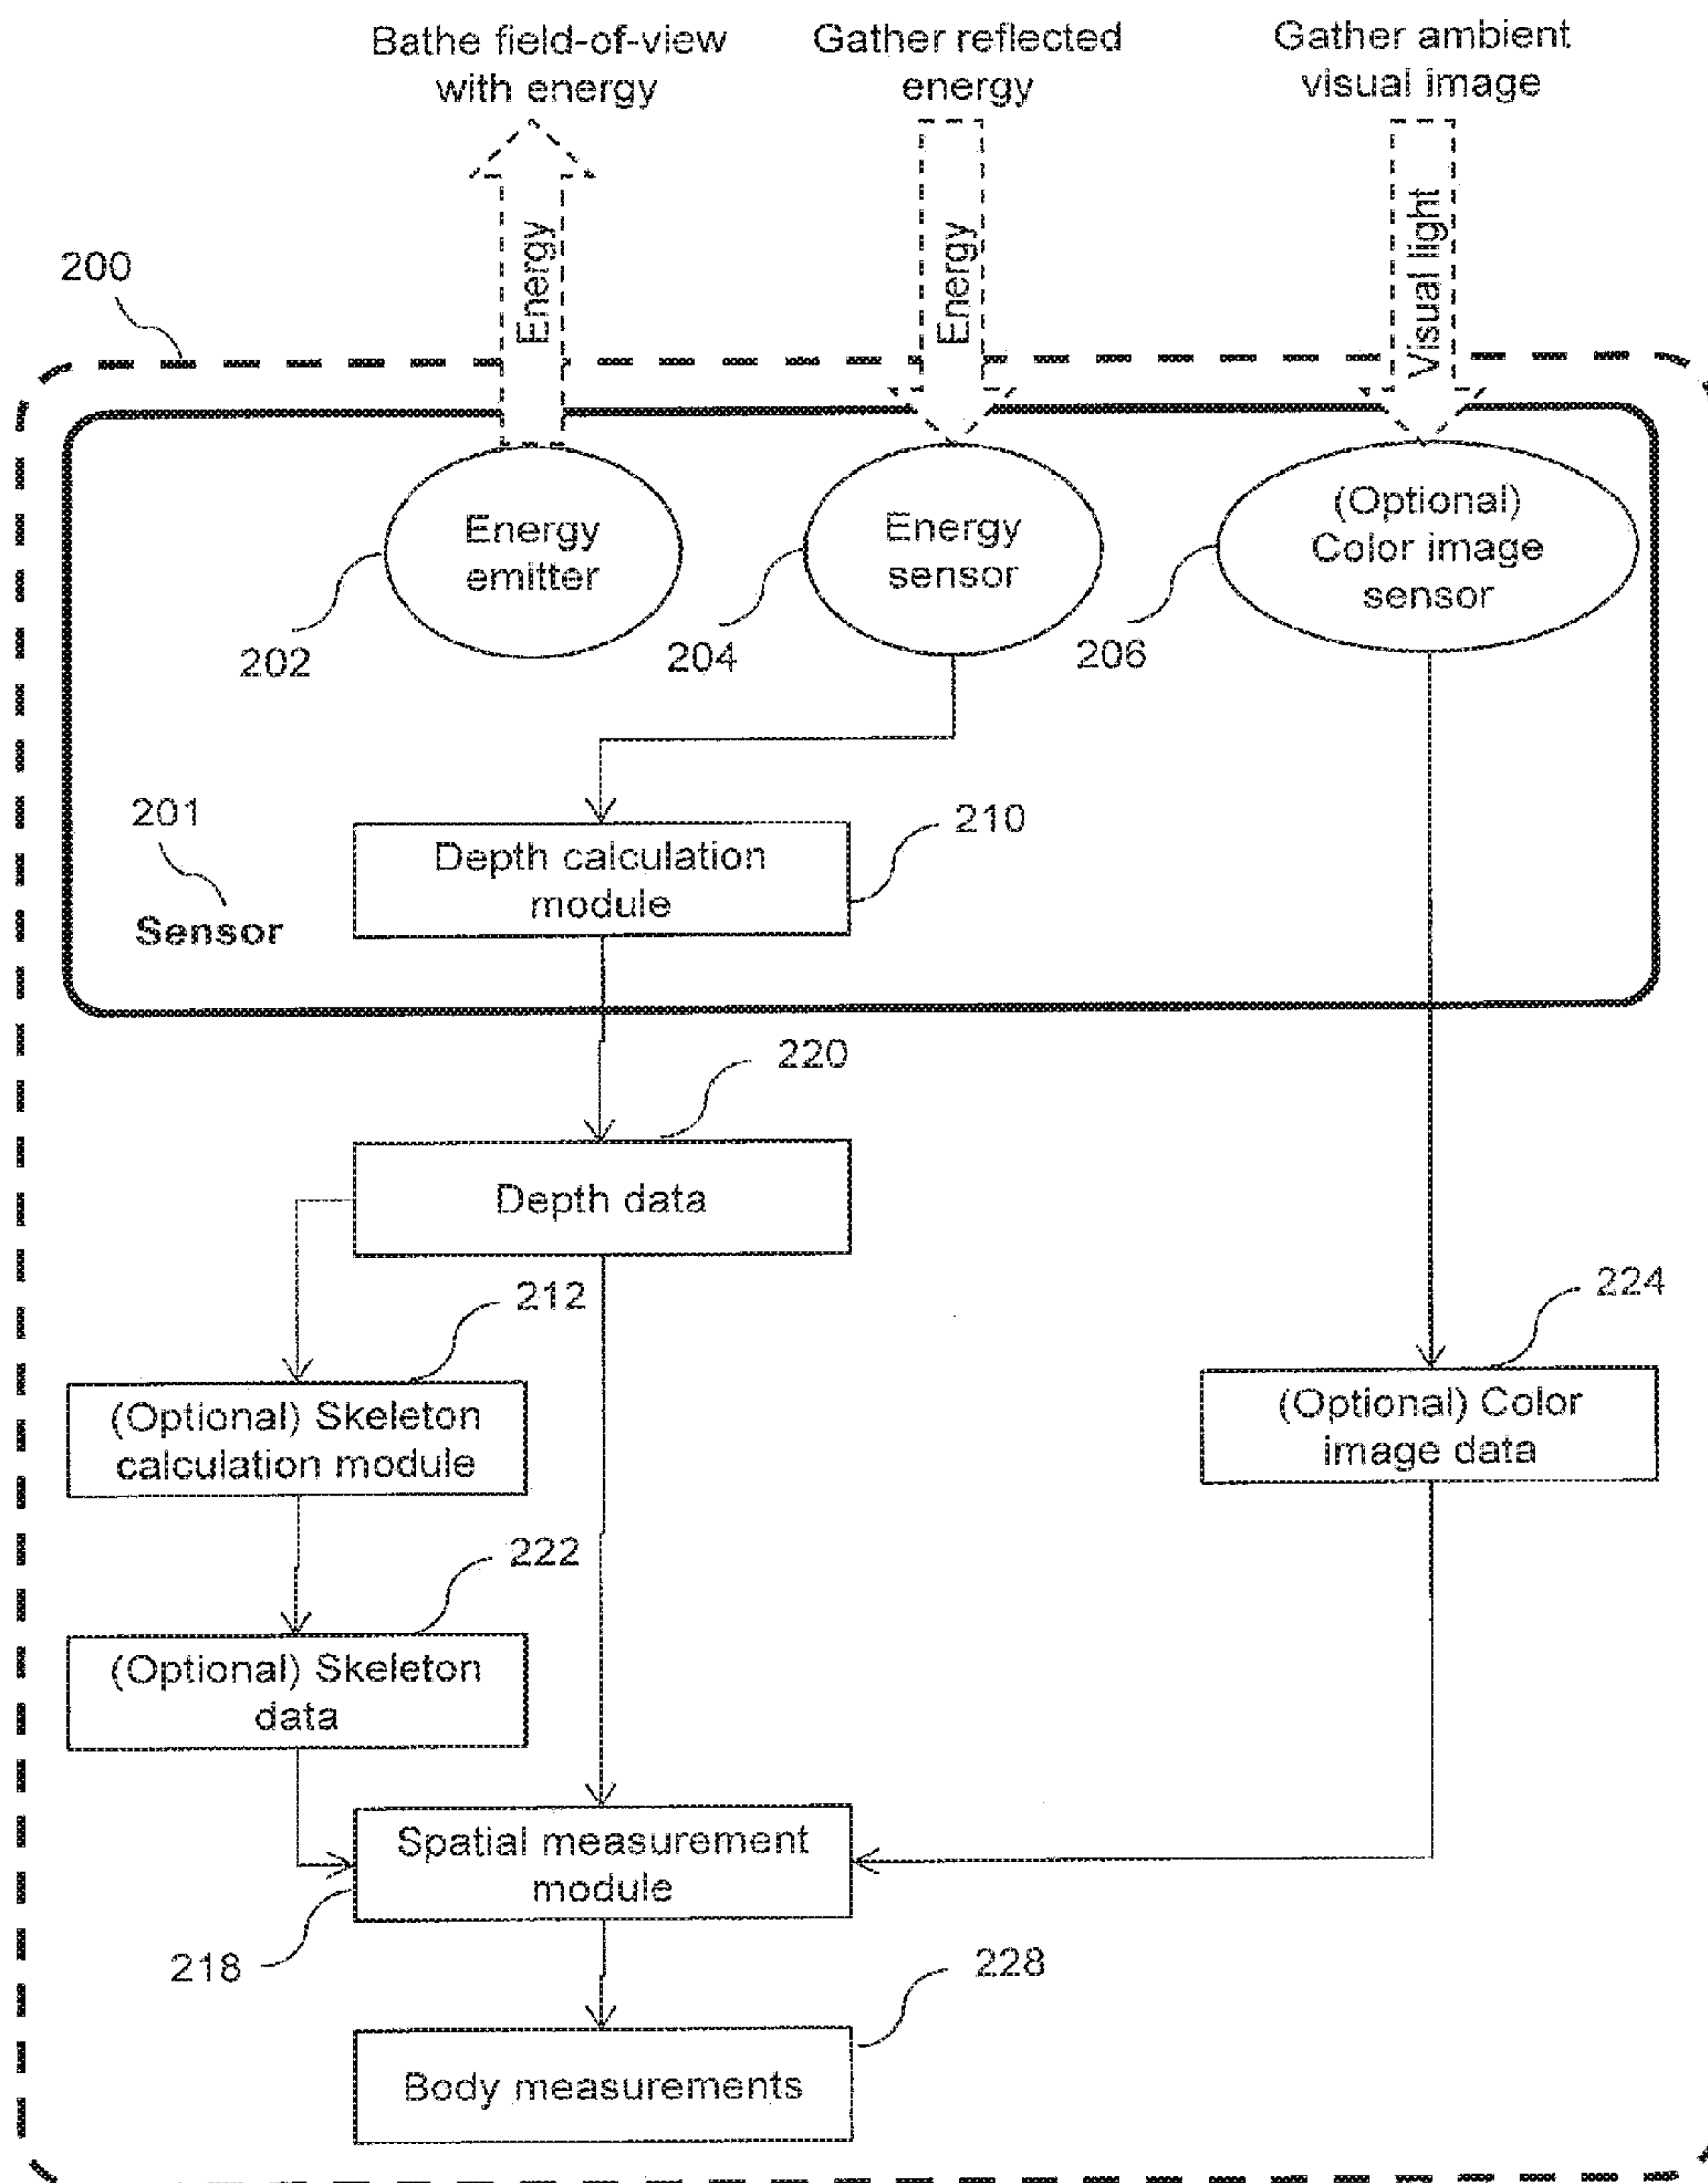 Bathe field-of-view
with energy
Gather reflected
energy
Gather ambient
visual image
Energy
Energy
Visual light
200
Energy
emitter
Energy
sensor
(Optional)
Color image
sensor
202
204
206
201
Sensor
Depth calculation
module
210
220
Depth data
212
224
(Optional) Skeleton
calculation module
(Optional) Color
image data
222
(Optional) Skeleton
data
Spatial measurement
module
218
228
Body measurements